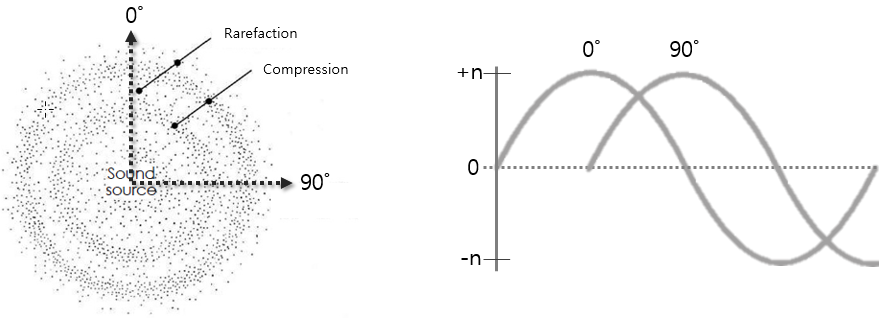 0°
Rarefaction
Compression
Sound
source
90°
0°
90°
+n
0
-n